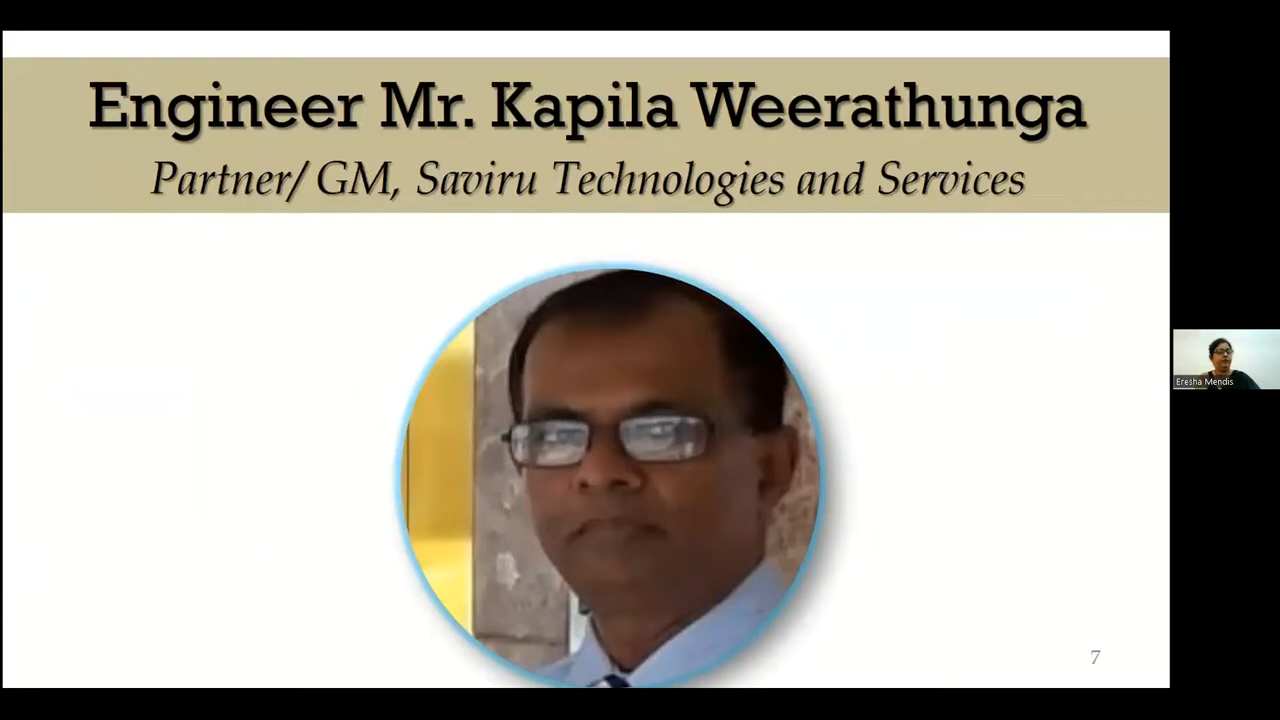 Engineer Mr. Kapila Weerathunga
Partner/ GM, Saviru Technologies and Services
Eresha Mendis
7